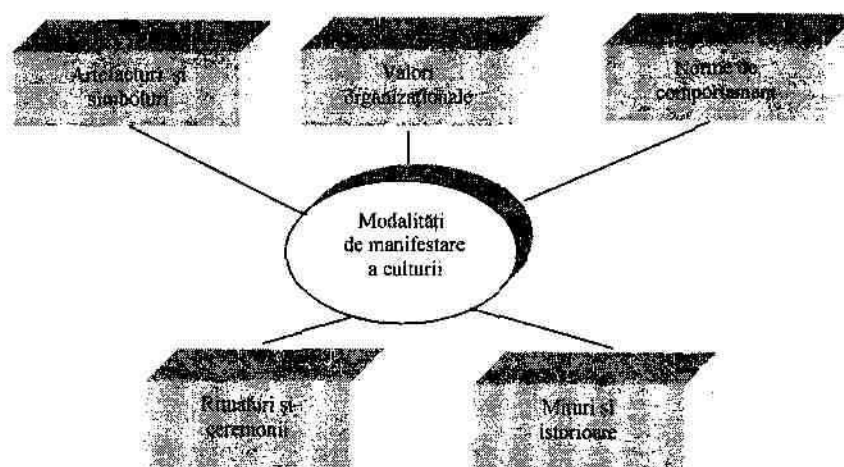 Artefacturi și
simboluri
Valori
organizaționale
Norme de
comportament
Modalități
de manifestare
a culturii
Ritualuri și
ceremonii
Mituri și
istorioare